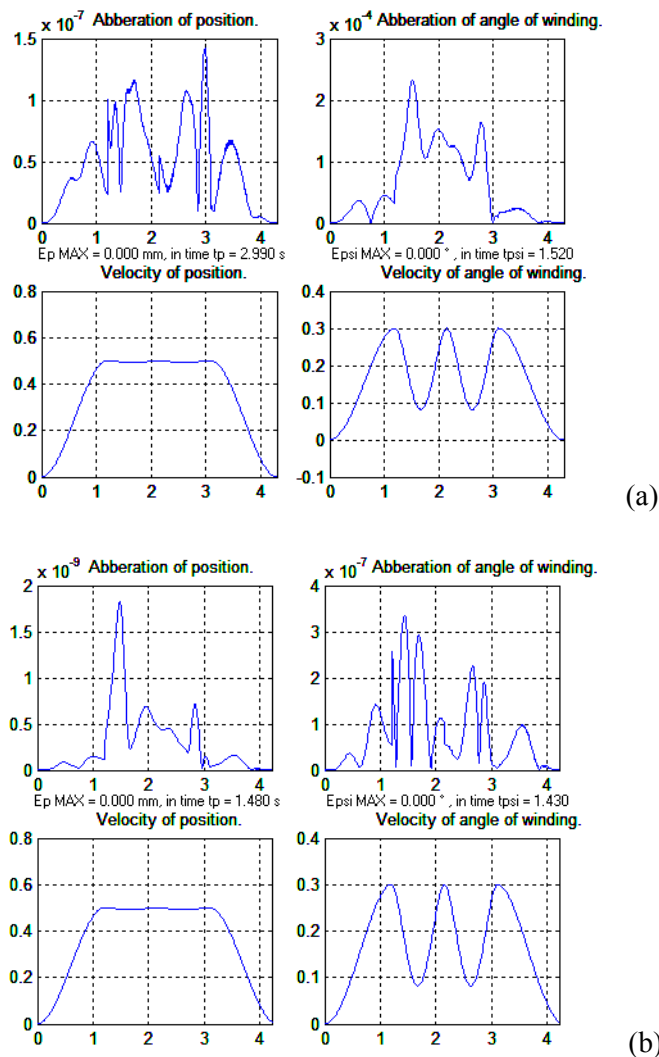 x 10^-7 Abberation of position.
x 10^-4 Abberation of angle of winding.
1.5
1
0.5
0
0 1 2 3 4
3
2
1
0
0 1 2 3 4
Ep MAX = 0.000 mm, in time tp = 2.990 s
Epsi MAX = 0.000 °, in time tpsi = 1.520
Velocity of position.
Velocity of angle of winding.
0.8
0.6
0.4
0.2
0
0 1 2 3 4
0.4
0.3
0.2
0.1
0
-0.1
0 1 2 3 4
(a)
x 10^-9 Abberation of position.
x 10^-7 Abberation of angle of winding.
2
1.5
1
0.5
0
0 1 2 3 4
4
3
2
1
0
0 1 2 3 4
Ep MAX = 0.000 mm, in time tp = 1.480 s
Epsi MAX = 0.000 °, in time tpsi = 1.430
Velocity of position.
Velocity of angle of winding.
0.8
0.6
0.4
0.2
0
0 1 2 3 4
0.4
0.3
0.2
0.1
0
0 1 2 3 4
(b)